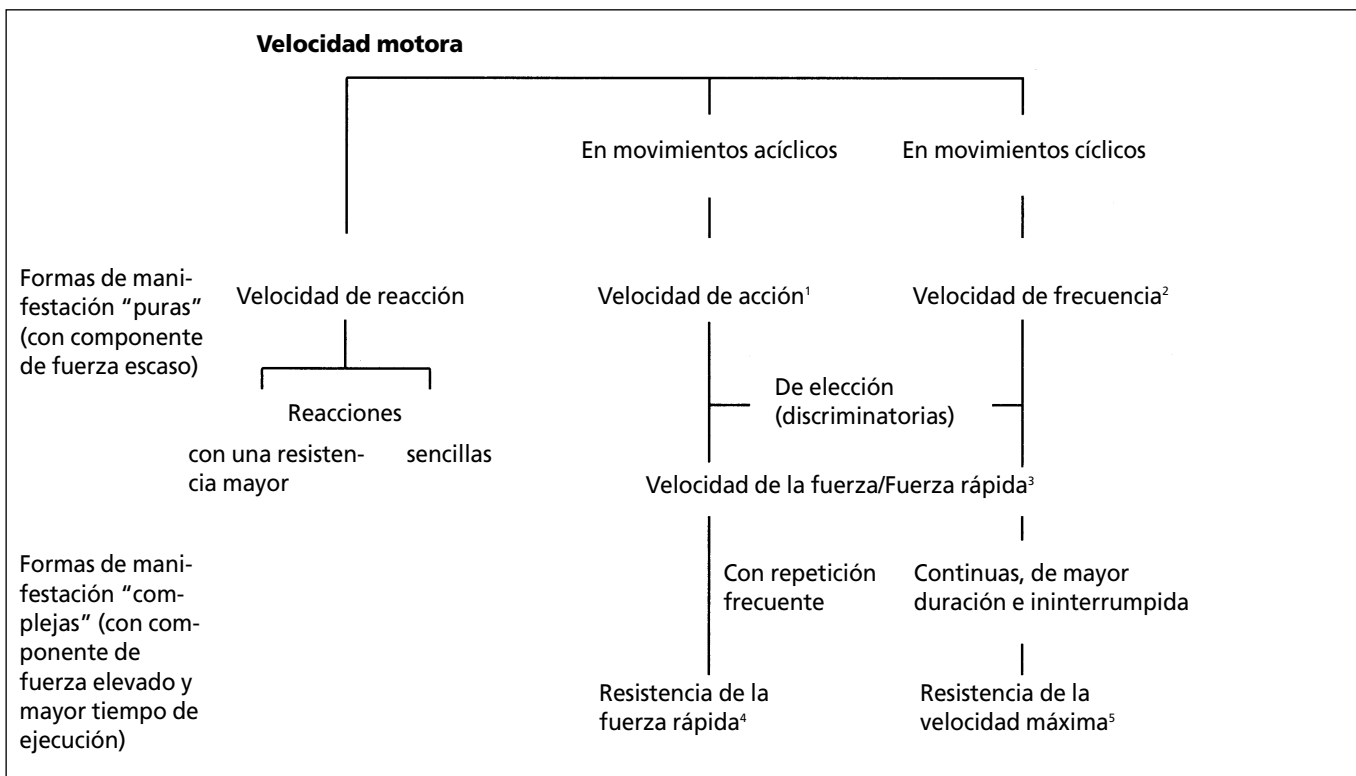 Velocidad motora
En movimientos acíclicos
En movimientos cíclicos
Formas de mani-
festación “puras”
(con componente
de fuerza escaso)
Velocidad de reacción
Velocidad de acción¹
Velocidad de frecuencia²
Reacciones
con una resisten-
cia mayor
sencillas
De elección
(discriminatorias)
Velocidad de la fuerza/Fuerza rápida³
Formas de mani-
festación “com-
plejas” (con com-
ponente de
fuerza elevado y
mayor tiempo de
ejecución)
Con repetición
frecuente
Continuas, de mayor
duración e ininterrumpida
Resistencia de la
fuerza rápida⁴
Resistencia de la
velocidad máxima⁵